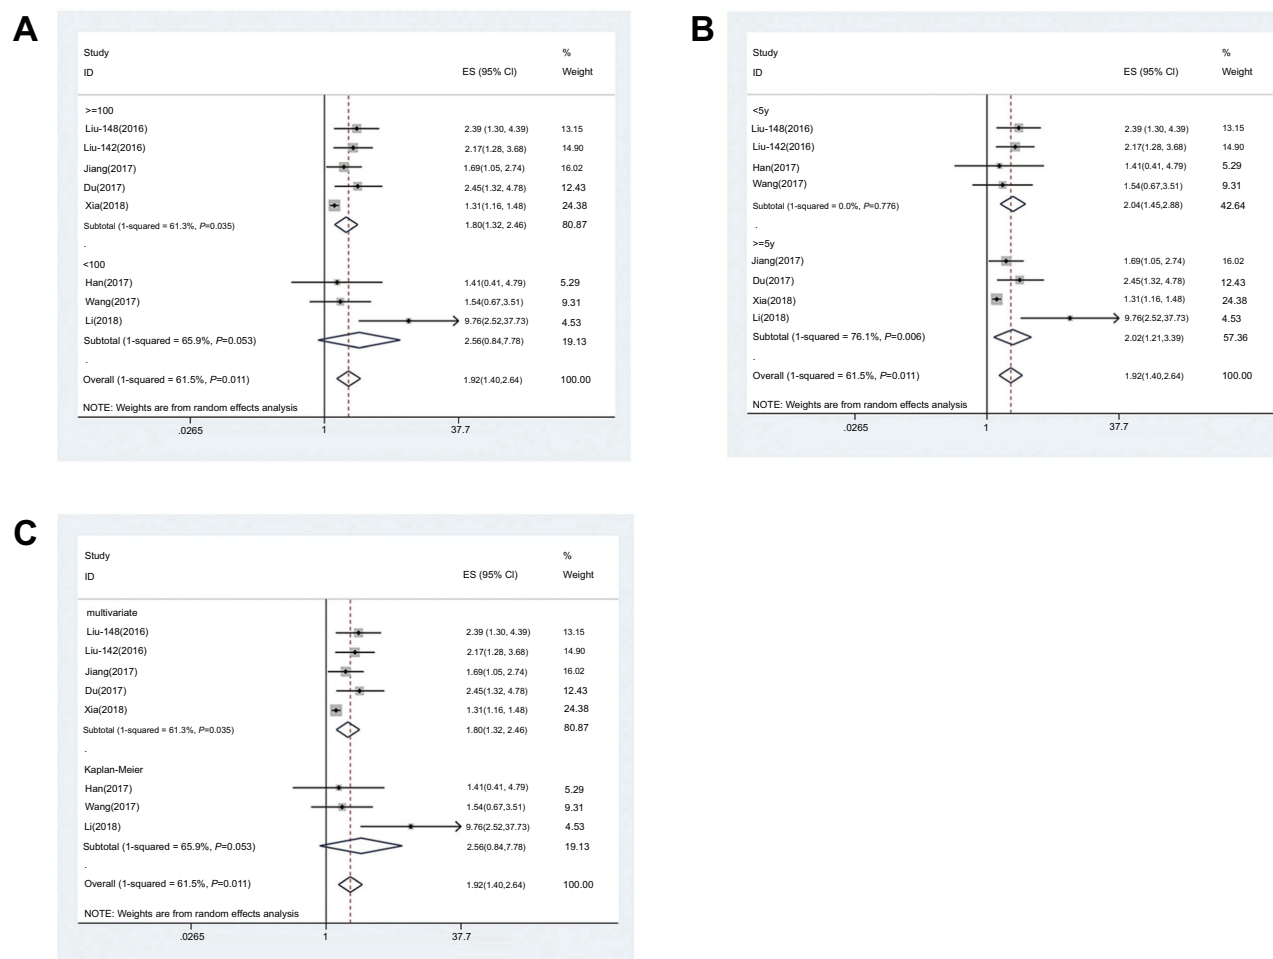 A
Study %
ID ES (95% CI) Weight
>=100
Liu-148(2016) 2.39 (1.30, 4.39) 13.15
Liu-142(2016) 2.17(1.28, 3.68) 14.90
Jiang(2017) 1.69(1.05, 2.74) 16.02
Du(2017) 2.45(1.32, 4.78) 12.43
Xia(2018) 1.31(1.16, 1.48) 24.38
Subtotal (1-squared = 61.3%, P=0.035) 1.80(1.32, 2.46) 80.87
.
<100
Han(2017) 1.41(0.41, 4.79) 5.29
Wang(2017) 1.54(0.67,3.51) 9.31
Li(2018) 9.76(2.52,37.73) 4.53
Subtotal (1-squared = 65.9%, P=0.053) 2.56(0.84,7.78) 19.13
.
Overall (1-squared = 61.5%, P=0.011) 1.92(1.40,2.64) 100.00
NOTE: Weights are from random effects analysis
.0265 1 37.7
B
Study %
ID ES (95% CI) Weight
<5y
Liu-148(2016) 2.39 (1.30, 4.39) 13.15
Liu-142(2016) 2.17(1.28, 3.68) 14.90
Han(2017) 1.41(0.41, 4.79) 5.29
Wang(2017) 1.54(0.67,3.51) 9.31
Subtotal (1-squared = 0.0%, P=0.776) 2.04(1.45,2.88) 42.64
.
>=5y
Jiang(2017) 1.69(1.05, 2.74) 16.02
Du(2017) 2.45(1.32, 4.78) 12.43
Xia(2018) 1.31(1.16, 1.48) 24.38
Li(2018) 9.76(2.52,37.73) 4.53
Subtotal (1-squared = 76.1%, P=0.006) 2.02(1.21,3.39) 57.36
.
Overall (1-squared = 61.5%, P=0.011) 1.92(1.40,2.64) 100.00
NOTE: Weights are from random effects analysis
.0265 1 37.7
C
Study %
ID ES (95% CI) Weight
multivariate
Liu-148(2016) 2.39 (1.30, 4.39) 13.15
Liu-142(2016) 2.17(1.28, 3.68) 14.90
Jiang(2017) 1.69(1.05, 2.74) 16.02
Du(2017) 2.45(1.32, 4.78) 12.43
Xia(2018) 1.31(1.16, 1.48) 24.38
Subtotal (1-squared = 61.3%, P=0.035) 1.80(1.32, 2.46) 80.87
.
Kaplan-Meier
Han(2017) 1.41(0.41, 4.79) 5.29
Wang(2017) 1.54(0.67,3.51) 9.31
Li(2018) 9.76(2.52,37.73) 4.53
Subtotal (1-squared = 65.9%, P=0.053) 2.56(0.84,7.78) 19.13
.
Overall (1-squared = 61.5%, P=0.011) 1.92(1.40,2.64) 100.00
NOTE: Weights are from random effects analysis
.0265 1 37.7